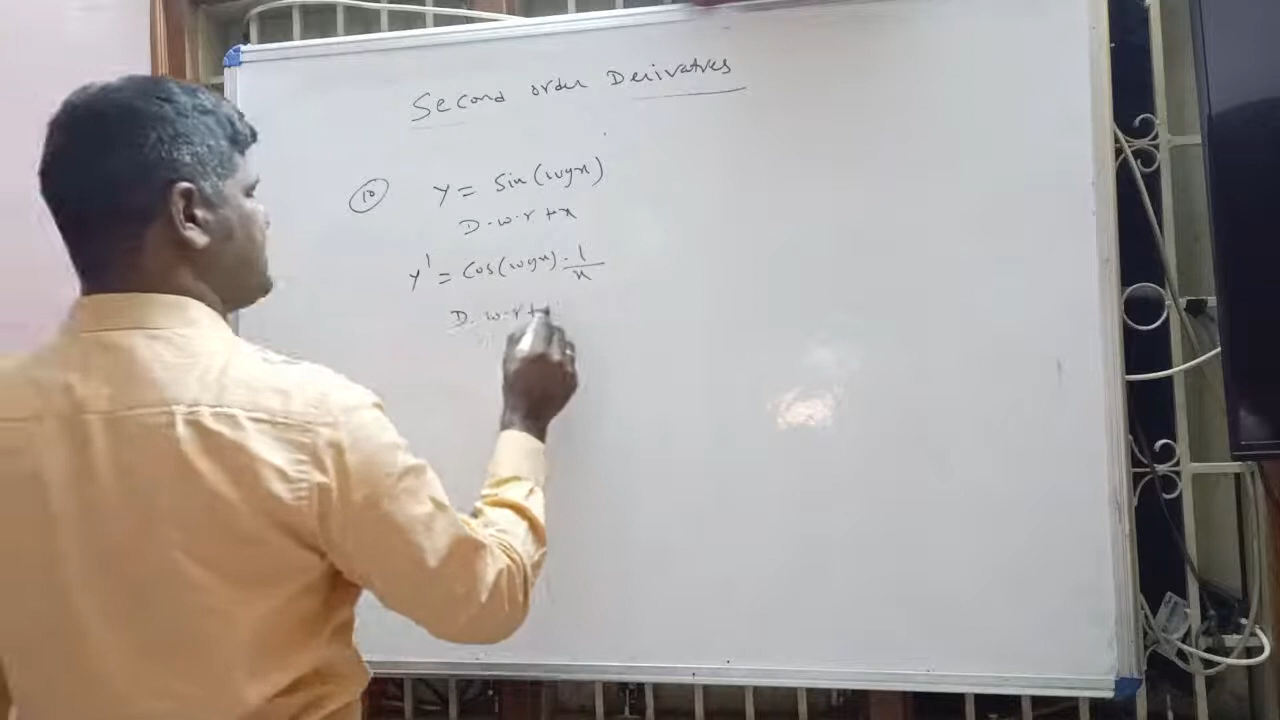 Second order Derivatives
10 y = sin(logx)
D.w.r to x
y' = cos(logx) . 1/x
D.w.r t